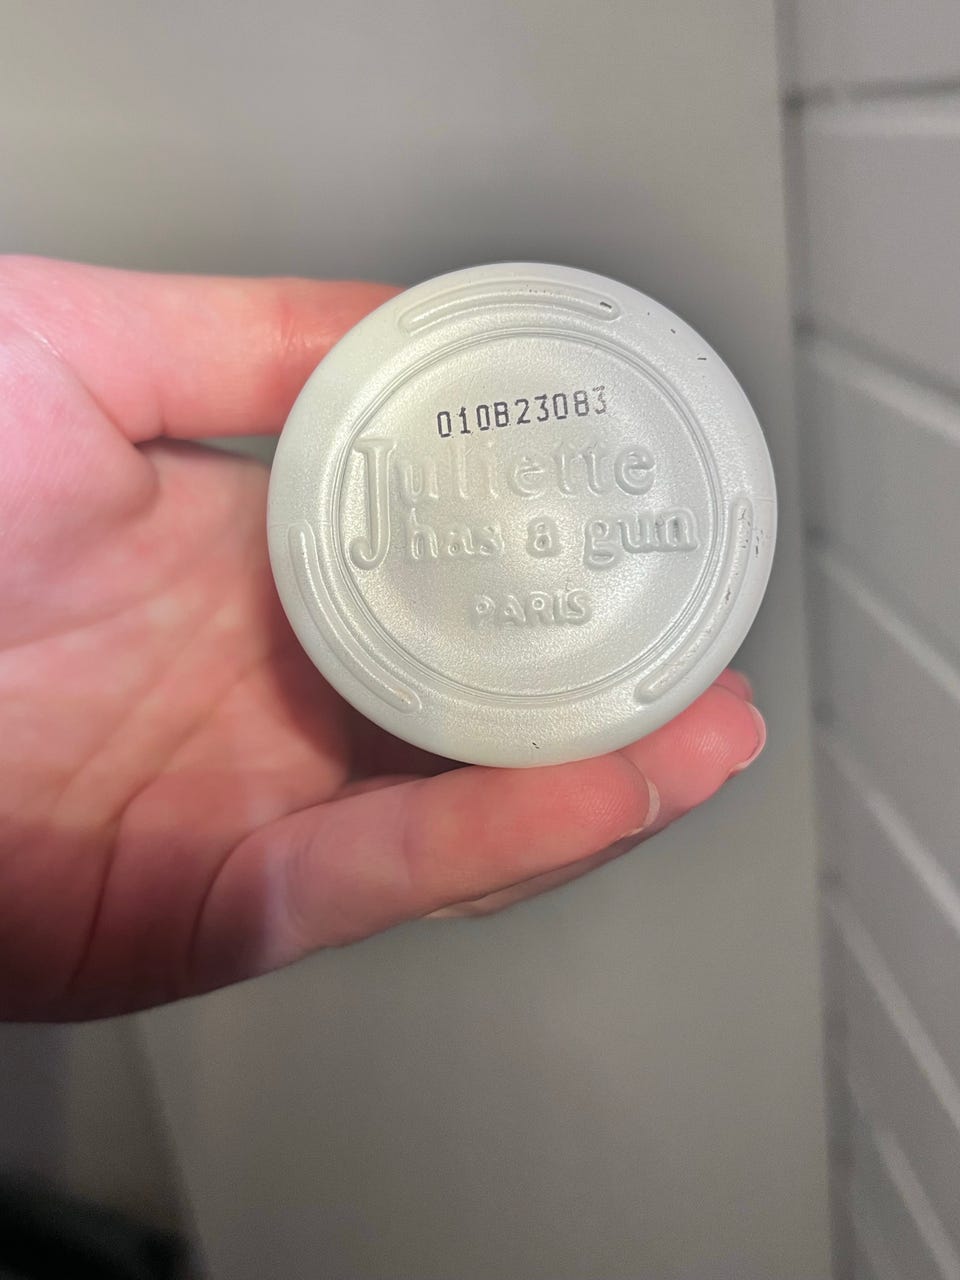 010B23083
Juliette
has a gun
PARIS